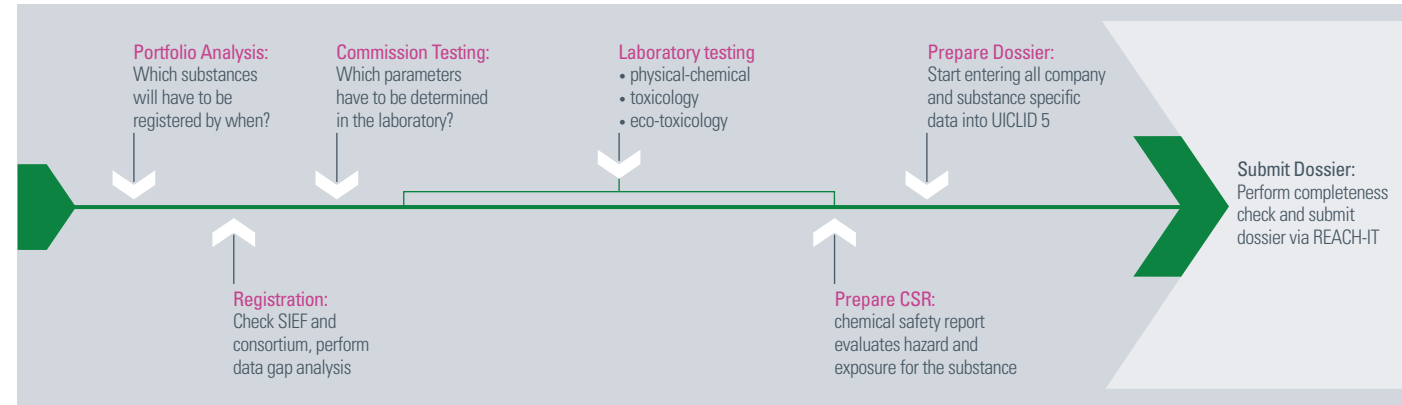 Portfolio Analysis:
Which substances
will have to be
registered by when?
Commission Testing:
Which parameters
have to be determined
in the laboratory?
Laboratory testing
• physical-chemical
• toxicology
• eco-toxicology
Prepare Dossier:
Start entering all company
and substance specific
data into UICLID 5
Submit Dossier:
Perform completeness
check and submit
dossier via REACH-IT
Registration:
Check SIEF and
consortium, perform
data gap analysis
Prepare CSR:
chemical safety report
evaluates hazard and
exposure for the substance